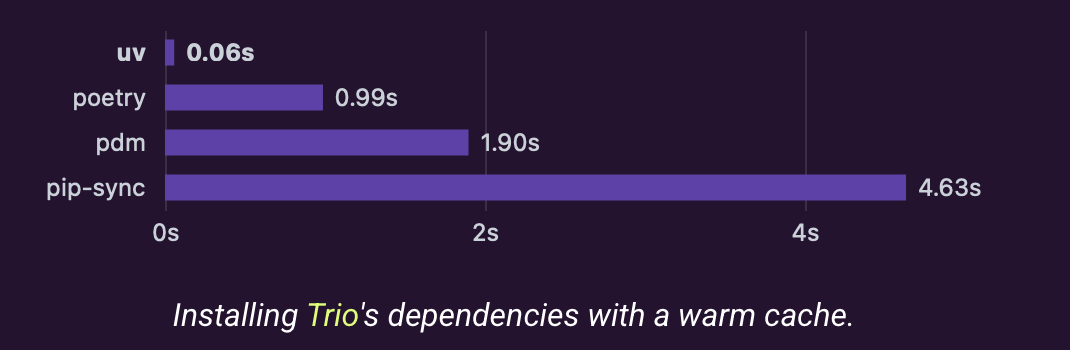 uv 0.06s
poetry 0.99s
pdm 1.90s
pip-sync 4.63s
0s 2s 4s
Installing Trio's dependencies with a warm cache.